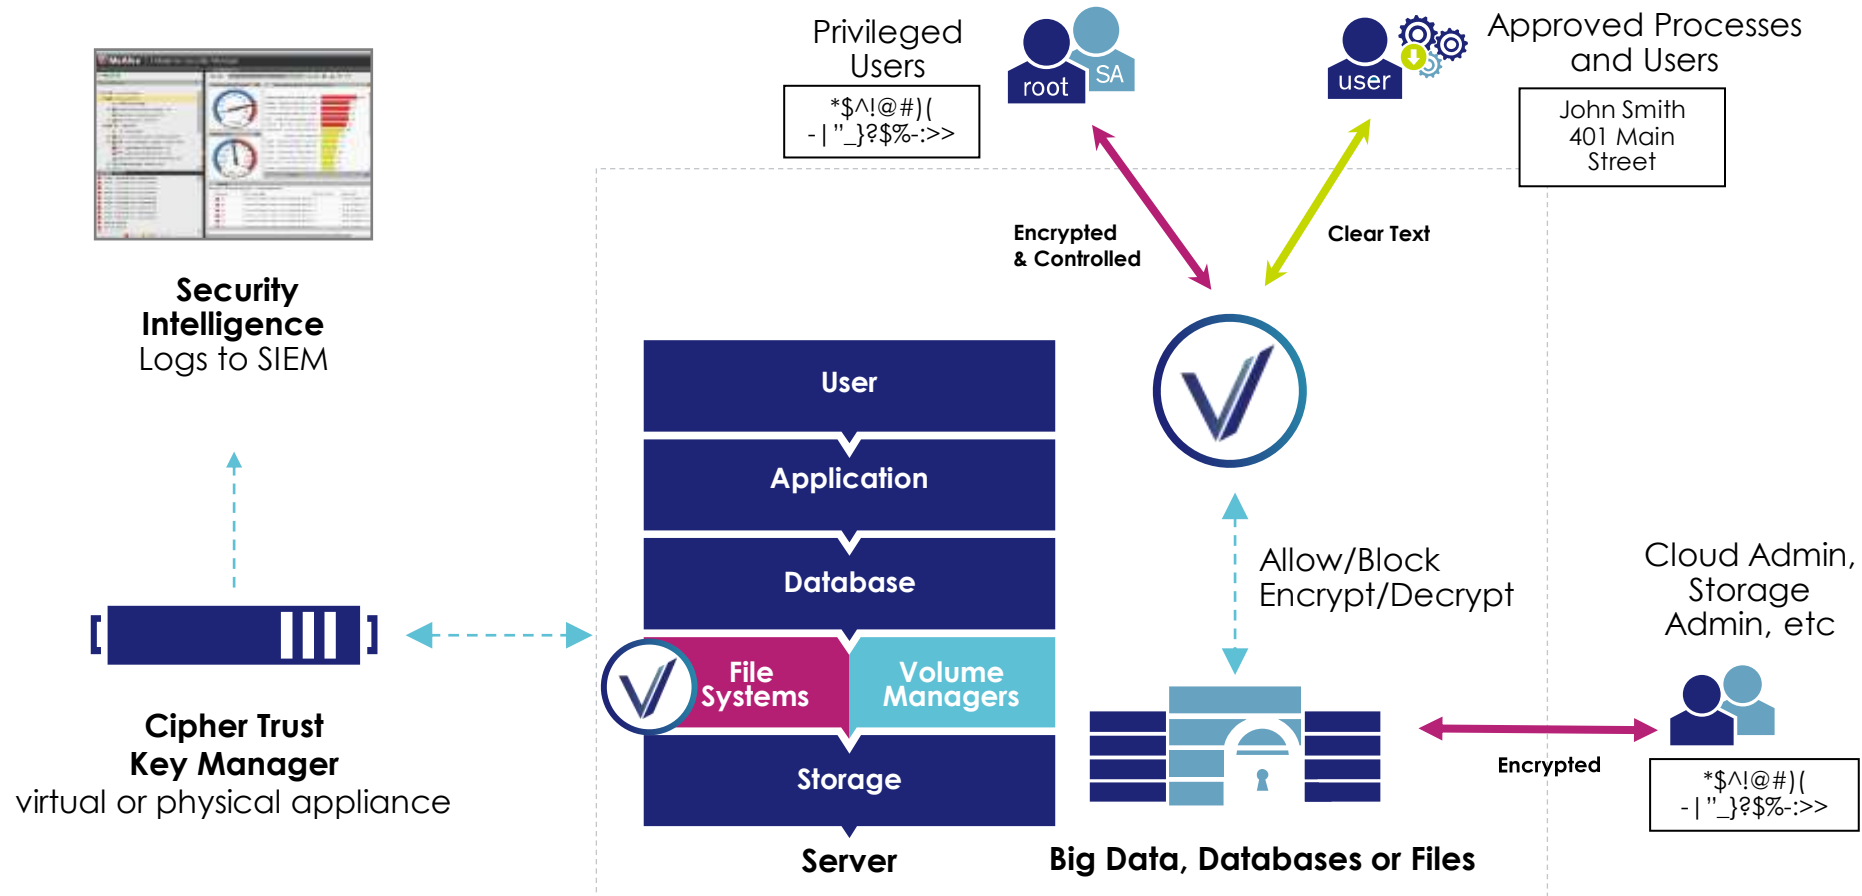 Privileged
Users
*$^!@#)(
-|”_}?$%-:>>
root
SA
user
Approved Processes
and Users
John Smith
401 Main
Street
McAfee
Security
Intelligence
Logs to SIEM
Encrypted
& Controlled
Clear Text
User
Application
Database
File
Systems
Volume
Managers
Storage
Server
Allow/Block
Encrypt/Decrypt
Cipher Trust
Key Manager
virtual or physical appliance
Big Data, Databases or Files
Encrypted
Cloud Admin,
Storage
Admin, etc
*$^!@#)(
-|”_}?$%-:>>